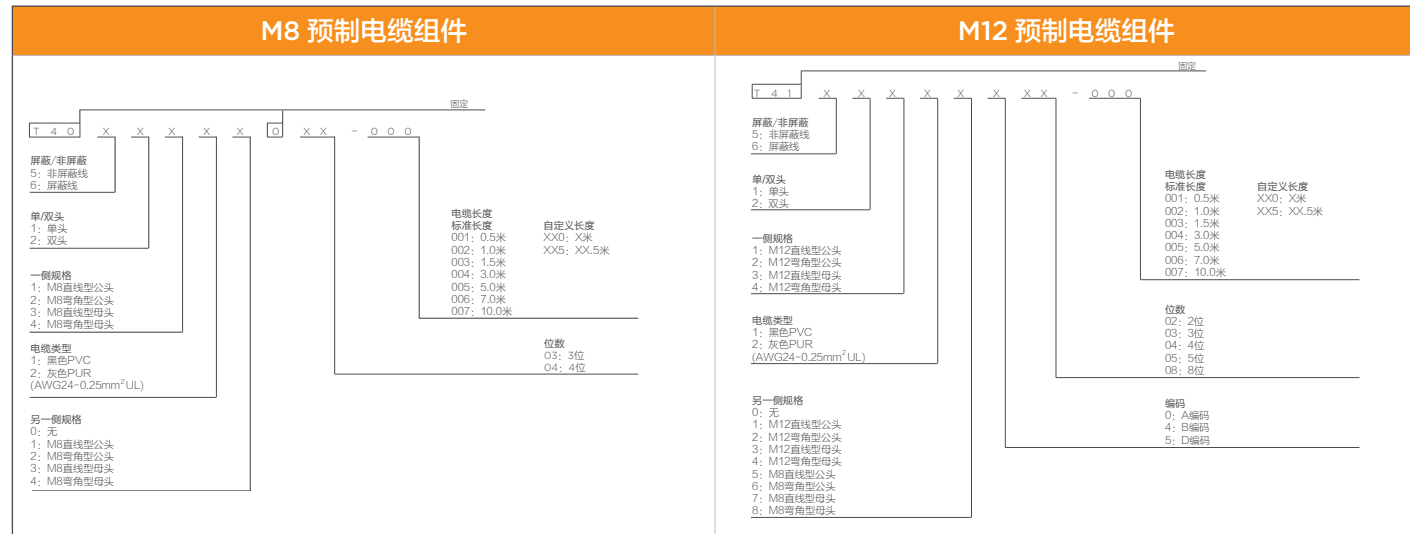 M8 预制电缆组件
固定
T 4 0 X X X X X 0 X X - 0 0 0
屏蔽/非屏蔽
5：非屏蔽线
6：屏蔽线
单/双头
1：单头
2：双头
一侧规格
1：M8直线型公头
2：M8弯角型公头
3：M8直线型母头
4：M8弯角型母头
电缆类型
1：黑色PVC
2：灰色PUR
(AWG24-0.25mm²UL)
另一侧规格
0：无
1：M8直线型公头
2：M8弯角型公头
3：M8直线型母头
4：M8弯角型母头
电缆长度
标准长度 自定义长度
001：0.5米 XX0：X米
002：1.0米 XX5：XX.5米
003：1.5米
004：3.0米
005：5.0米
006：7.0米
007：10.0米
位数
03：3位
04：4位
M12 预制电缆组件
固定
T 4 1 X X X X X X X X - 0 0 0
屏蔽/非屏蔽
5：非屏蔽线
6：屏蔽线
单/双头
1：单头
2：双头
一侧规格
1：M12直线型公头
2：M12弯角型公头
3：M12直线型母头
4：M12弯角型母头
电缆类型
1：黑色PVC
2：灰色PUR
(AWG24-0.25mm²UL)
另一侧规格
0：无
1：M12直线型公头
2：M12弯角型公头
3：M12直线型母头
4：M12弯角型母头
5：M8直线型公头
6：M8弯角型公头
7：M8直线型母头
8：M8弯角型母头
电缆长度
标准长度 自定义长度
001：0.5米 XX0：X米
002：1.0米 XX5：XX.5米
003：1.5米
004：3.0米
005：5.0米
006：7.0米
007：10.0米
位数
02：2位
03：3位
04：4位
05：5位
08：8位
编码
0：A编码
4：B编码
5：D编码